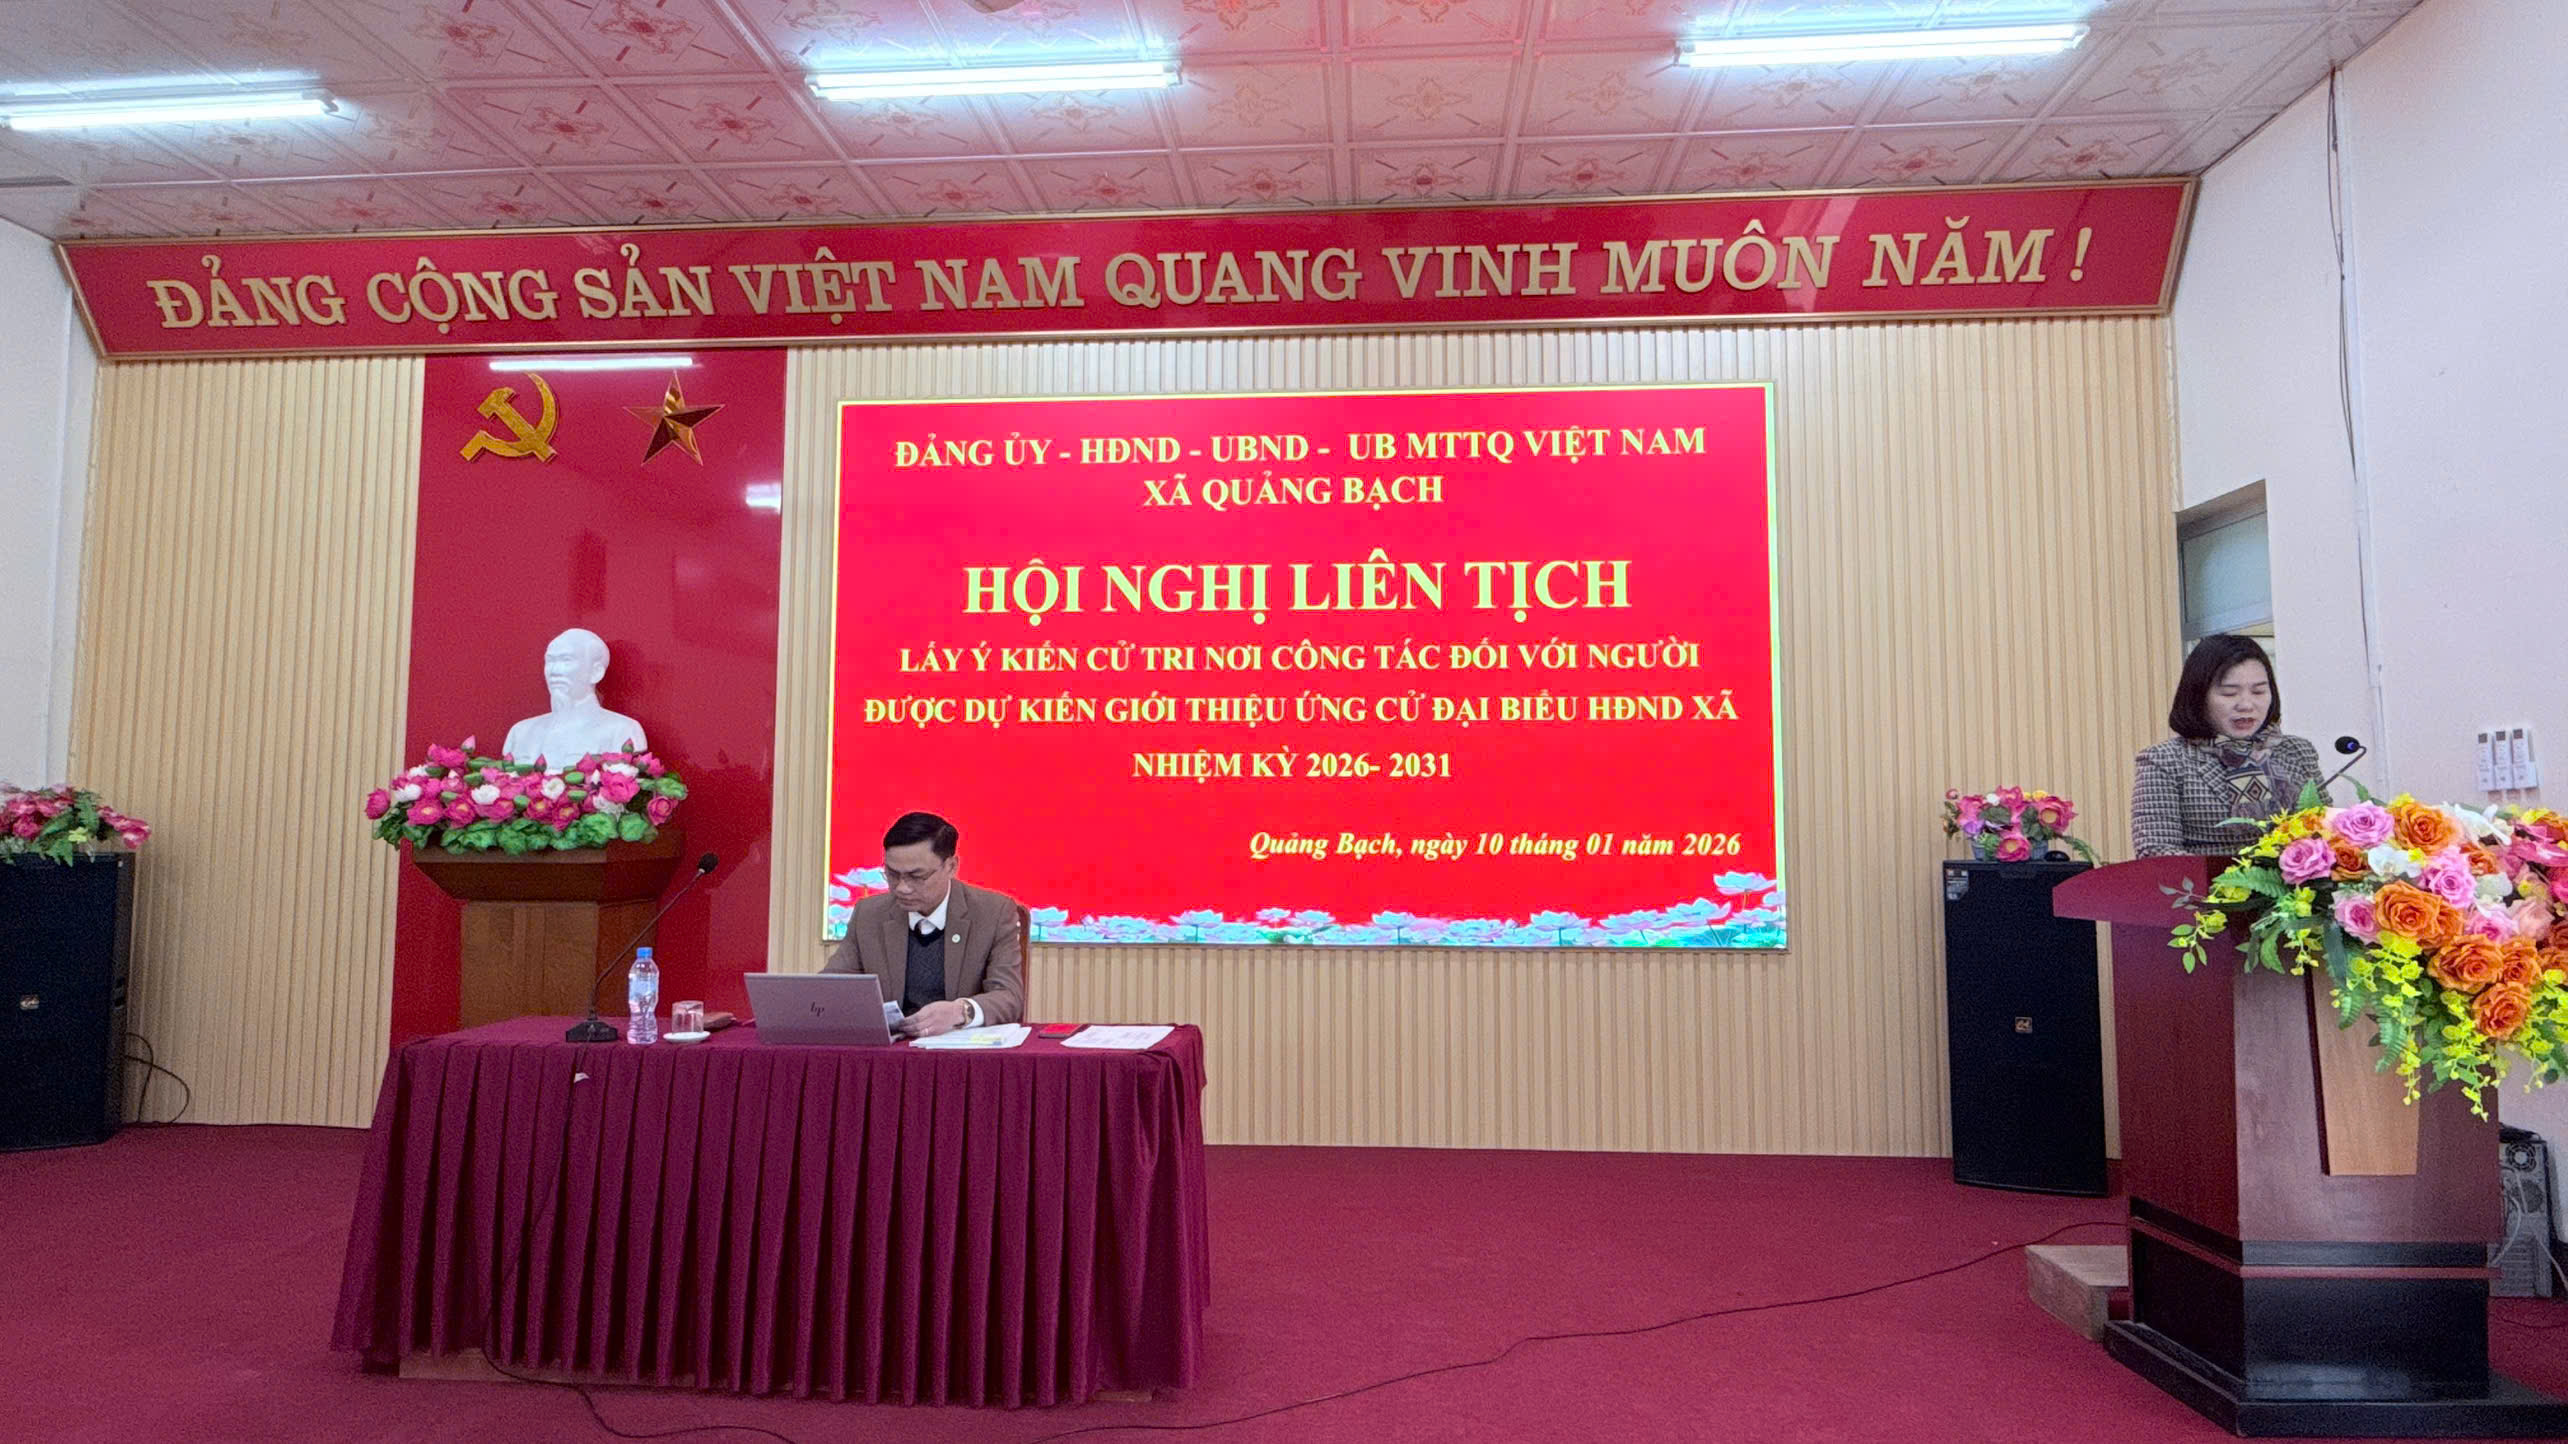 ĐẢNG CỘNG SẢN VIỆT NAM QUANG VINH MUÔN NĂM !
ĐẢNG ỦY - HĐND - UBND - UB MTTQ VIỆT NAM
XÃ QUẢNG BẠCH
HỘI NGHỊ LIÊN TỊCH
LẤY Ý KIẾN CỬ TRI NƠI CÔNG TÁC ĐỐI VỚI NGƯỜI
ĐƯỢC DỰ KIẾN GIỚI THIỆU ỨNG CỬ ĐẠI BIỂU HĐND XÃ
NHIỆM KỲ 2026- 2031
Quảng Bạch, ngày 10 tháng 01 năm 2026
hp